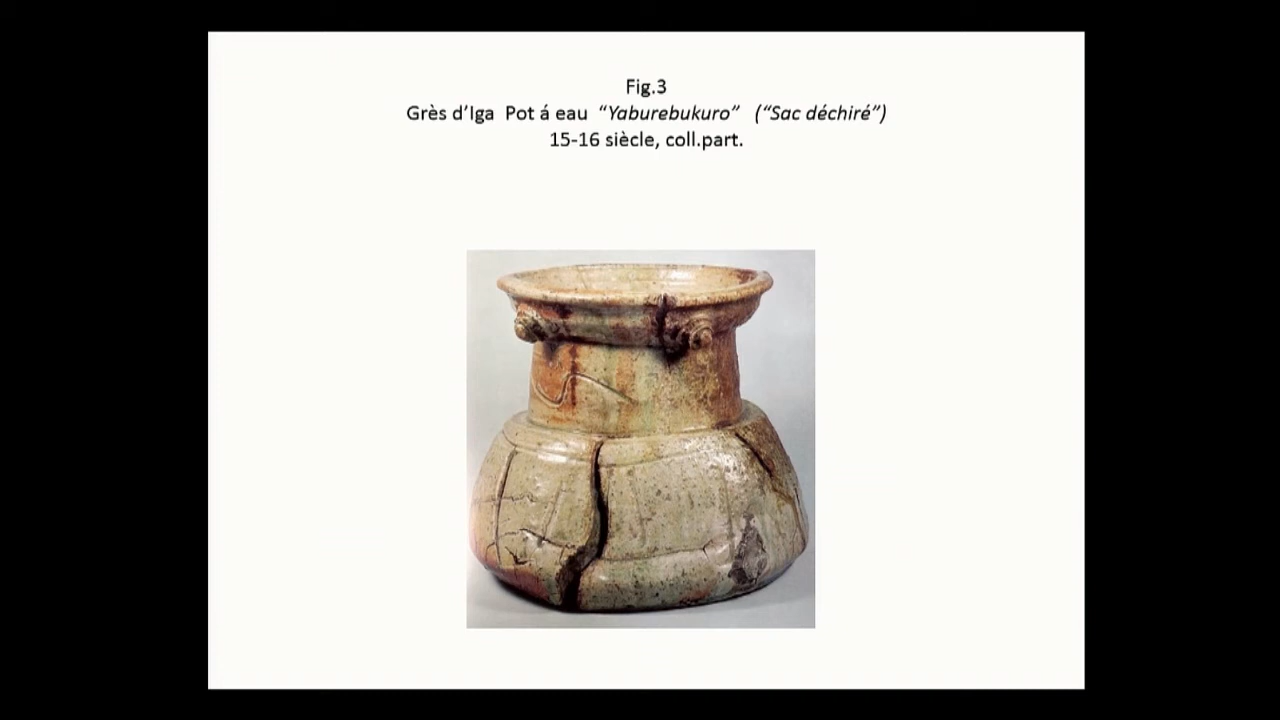 Fig.3
Grès d’Iga Pot á eau “Yaburebukuro” (“Sac déchiré”)
15-16 siècle, coll.part.